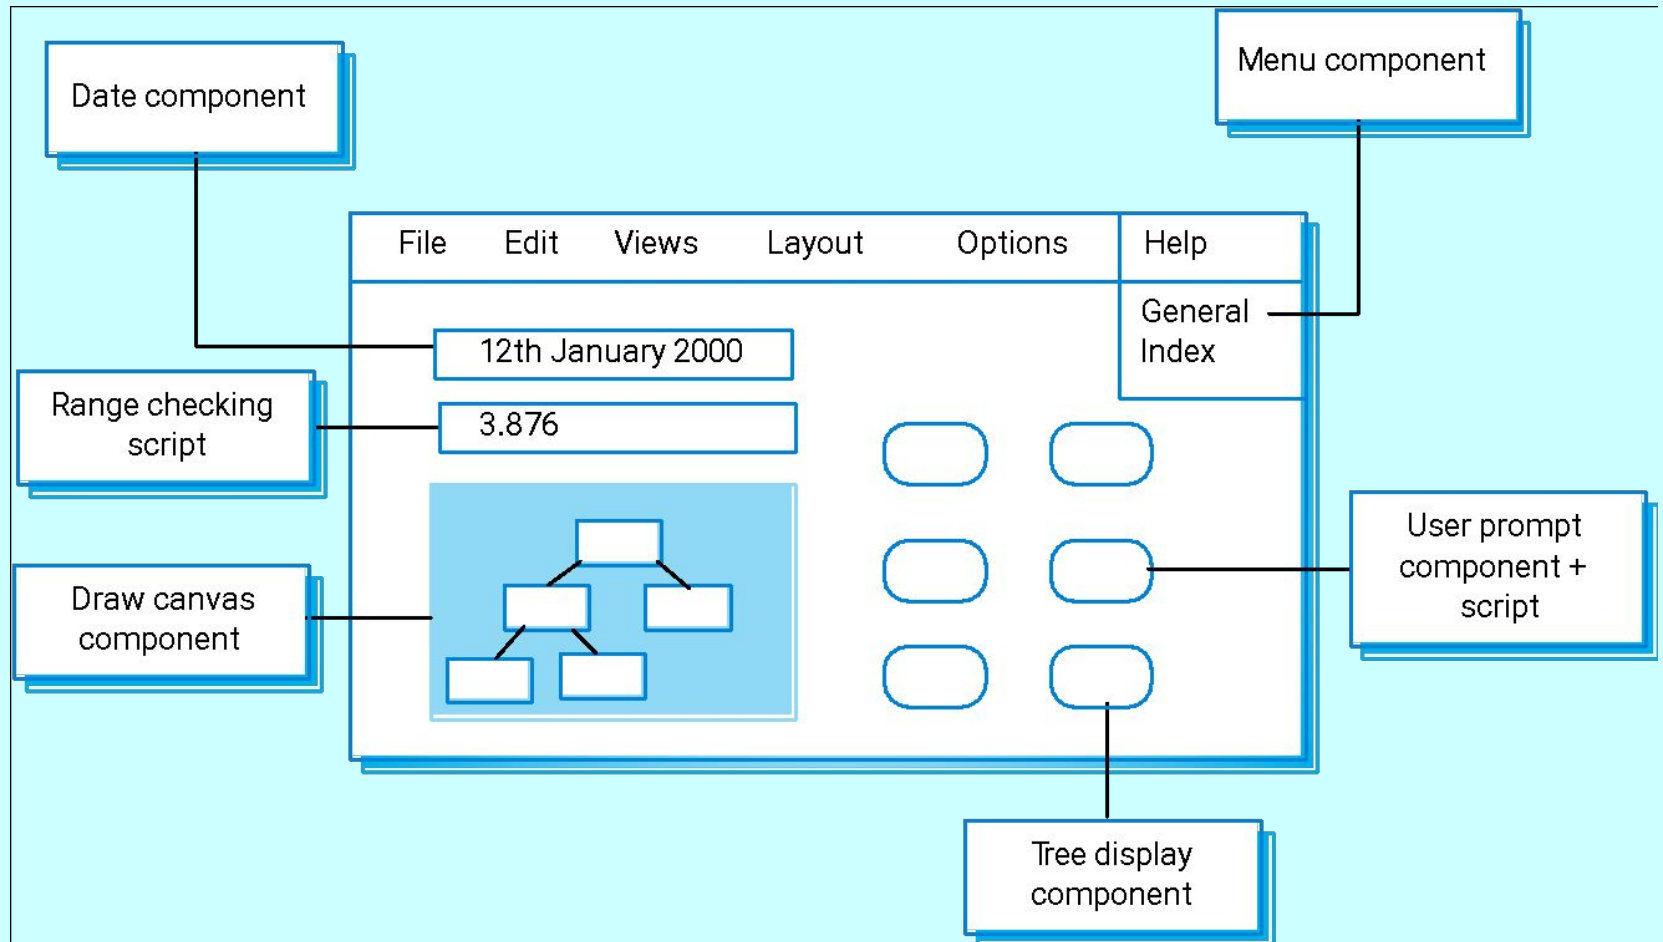 Menu component
Date component
File Edit Views Layout Options Help
General
Index
12th January 2000
Range checking
script
3.876
User prompt
component +
script
Draw canvas
component
Tree display
component